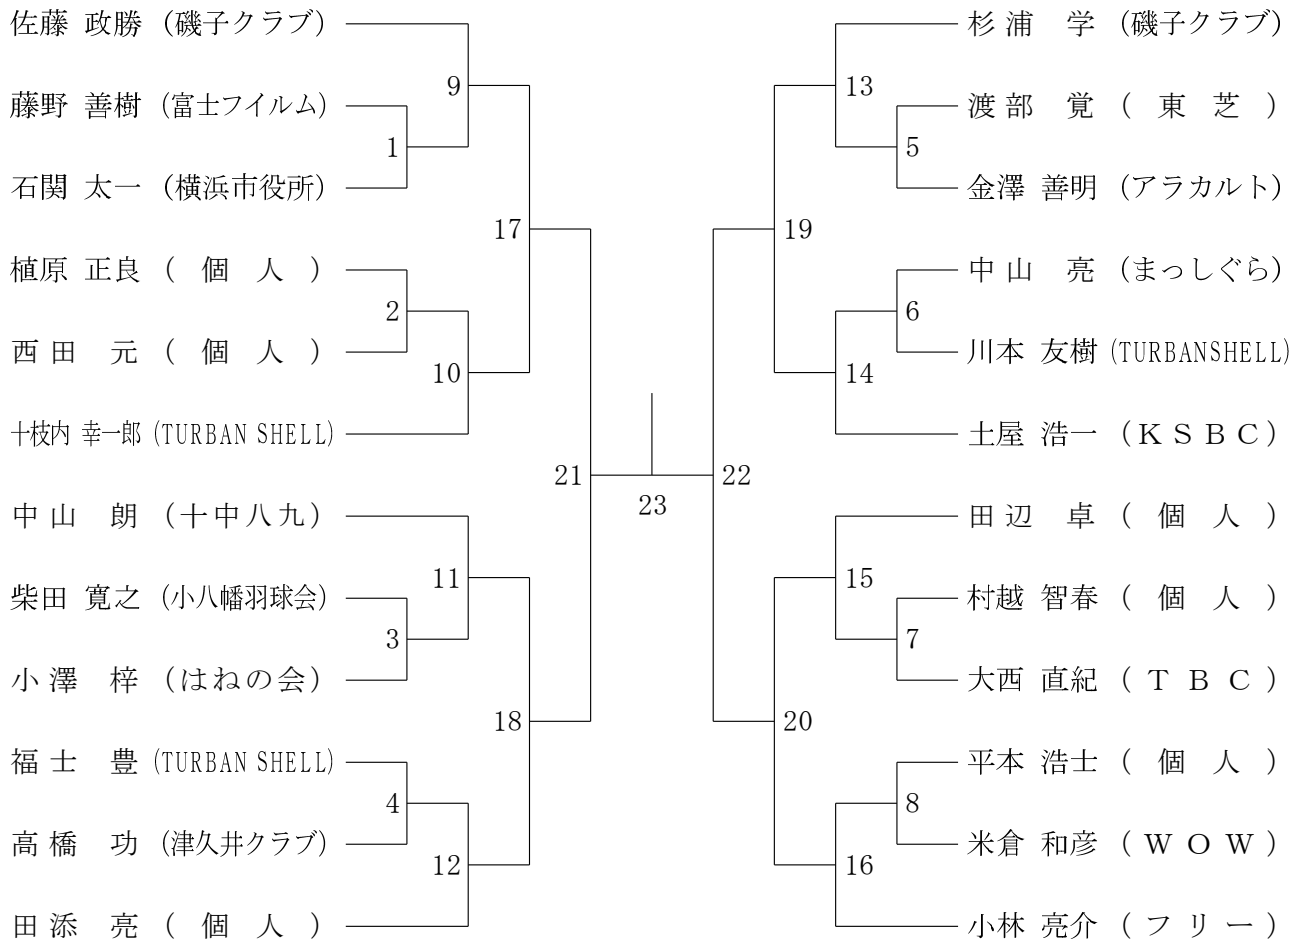 佐藤 政勝 (磯子クラブ)
9
藤野 善樹 (富士フイルム)
1
石関 太一 (横浜市役所)
17
植原 正良 ( 個 人 )
2
西田 元 ( 個 人 )
10
十枝内 幸一郎 (TURBAN SHELL)
21
中山 朗 (十中八九)
11
柴田 寛之 (小八幡羽球会)
3
小澤 梓 (はねの会)
18
福士 豊 (TURBAN SHELL)
4
高橋 功 (津久井クラブ)
12
田添 亮 ( 個 人 )
23
杉浦 学 (磯子クラブ)
13
渡部 覚 ( 東 芝 )
5
金澤 善明 (アラカルト)
19
中山 亮 (まっしぐら)
6
川本 友樹 (TURBANSHELL)
14
土屋 浩一 (ＫＳＢＣ)
22
田辺 卓 ( 個 人 )
15
村越 智春 ( 個 人 )
7
大西 直紀 (ＴＢＣ)
20
平本 浩士 ( 個 人 )
8
米倉 和彦 (ＷＯＷ)
16
小林 亮介 (フリー)